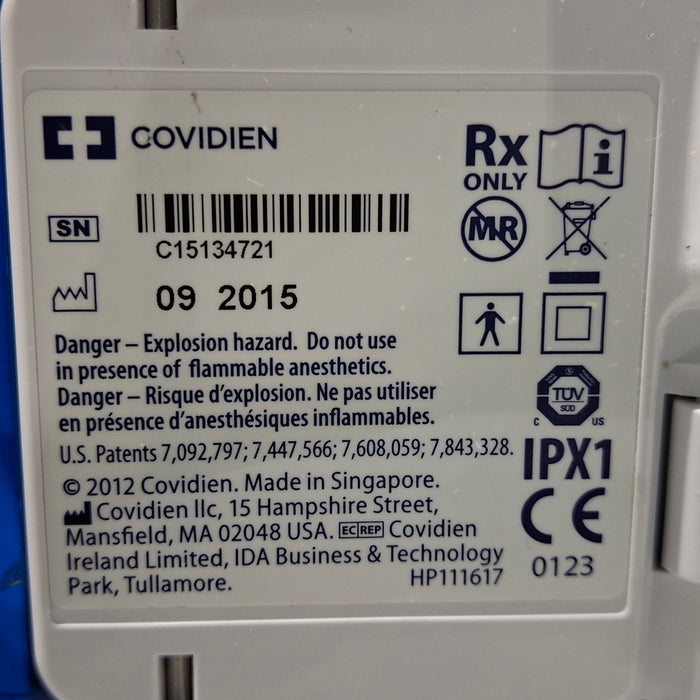 COVIDIEN
Rx
ONLY
i
SN
C15134721
MR
09 2015
Danger – Explosion hazard. Do not use
in presence of flammable anesthetics.
Danger – Risque d'explosion. Ne pas utiliser
en présence d'anesthésiques inflammables.
TÜV
SÜD
C US
U.S. Patents 7,092,797; 7,447,566; 7,608,059; 7,843,328.
IPX1
© 2012 Covidien. Made in Singapore.
Covidien llc, 15 Hampshire Street,
Mansfield, MA 02048 USA. EC REP Covidien
Ireland Limited, IDA Business & Technology
Park, Tullamore.
HP111617
CE
0123